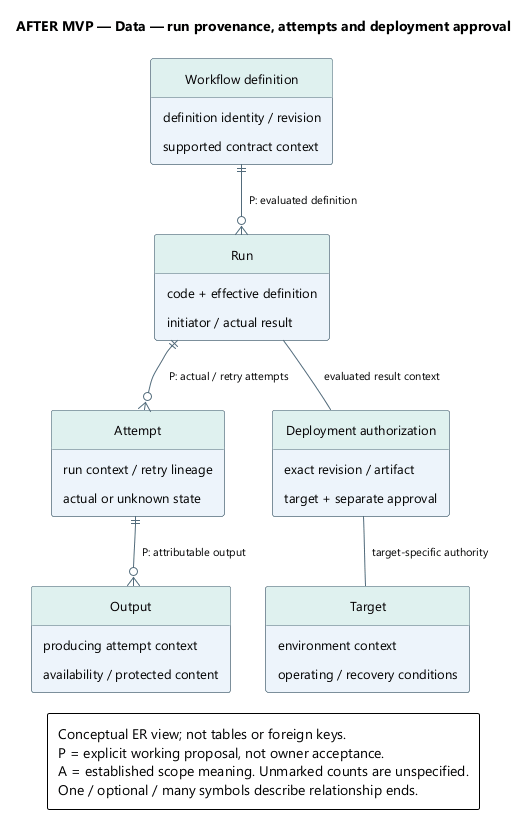 AFTER MVP — Data — run provenance, attempts and deployment approval
Workflow definition
definition identity / revision
supported contract context
P: evaluated definition
Run
code + effective definition
initiator / actual result
P: actual / retry attempts
evaluated result context
Attempt
run context / retry lineage
actual or unknown state
Deployment authorization
exact revision / artifact
target + separate approval
P: attributable output
target-specific authority
Output
producing attempt context
availability / protected content
Target
environment context
operating / recovery conditions
Conceptual ER view; not tables or foreign keys.
P = explicit working proposal, not owner acceptance.
A = established scope meaning. Unmarked counts are unspecified.
One / optional / many symbols describe relationship ends.